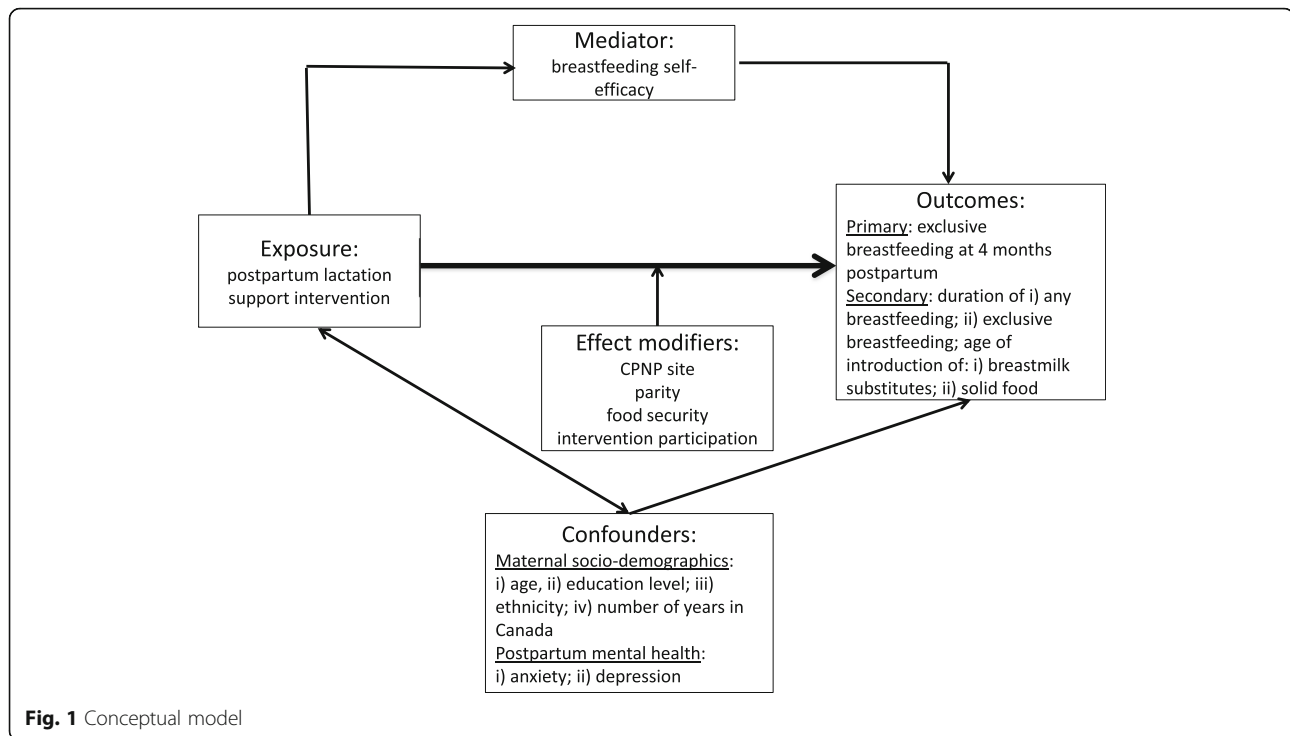 Mediator:
breastfeeding self-
efficacy
Exposure:
postpartum lactation
support intervention
Outcomes:
Primary: exclusive
breastfeeding at 4 months
postpartum
Secondary: duration of i) any
breastfeeding; ii) exclusive
breastfeeding; age of
introduction of: i) breastmilk
substitutes; ii) solid food
Effect modifiers:
CPNP site
parity
food security
intervention participation
Confounders:
Maternal socio-demographics:
i) age, ii) education level; iii)
ethnicity; iv) number of years in
Canada
Postpartum mental health:
i) anxiety; ii) depression
Fig. 1 Conceptual model